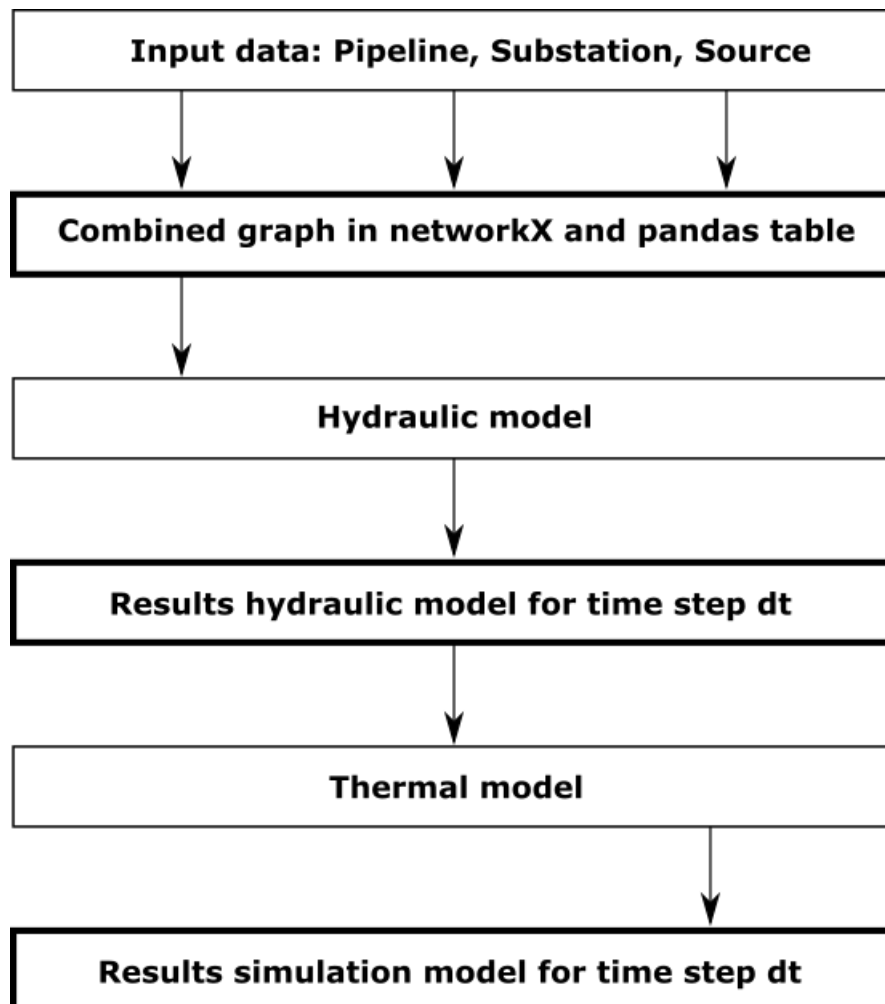 Input data: Pipeline, Substation, Source
Combined graph in networkX and pandas table
Hydraulic model
Results hydraulic model for time step dt
Thermal model
Results simulation model for time step dt